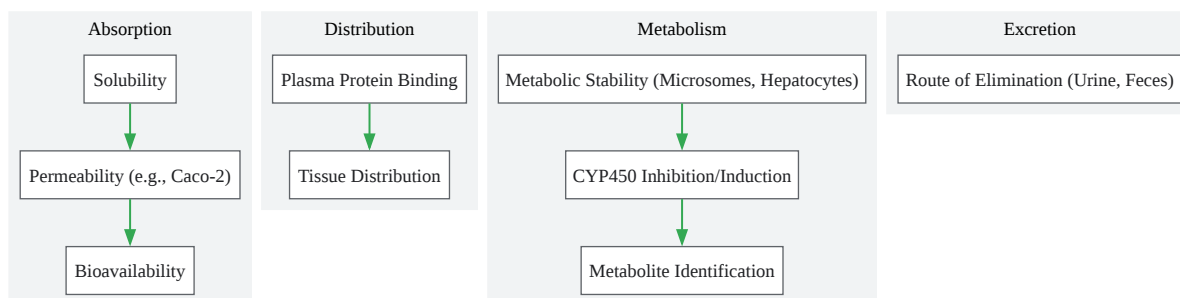 Absorption
Solubility
Permeability (e.g., Caco-2)
Bioavailability
Distribution
Plasma Protein Binding
Tissue Distribution
Metabolism
Metabolic Stability (Microsomes, Hepatocytes)
CYP450 Inhibition/Induction
Metabolite Identification
Excretion
Route of Elimination (Urine, Feces)